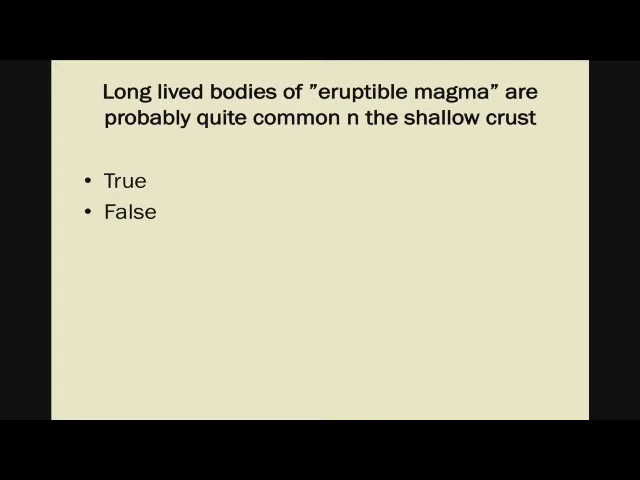 Long lived bodies of ”eruptible magma” are
probably quite common n the shallow crust
• True
• False